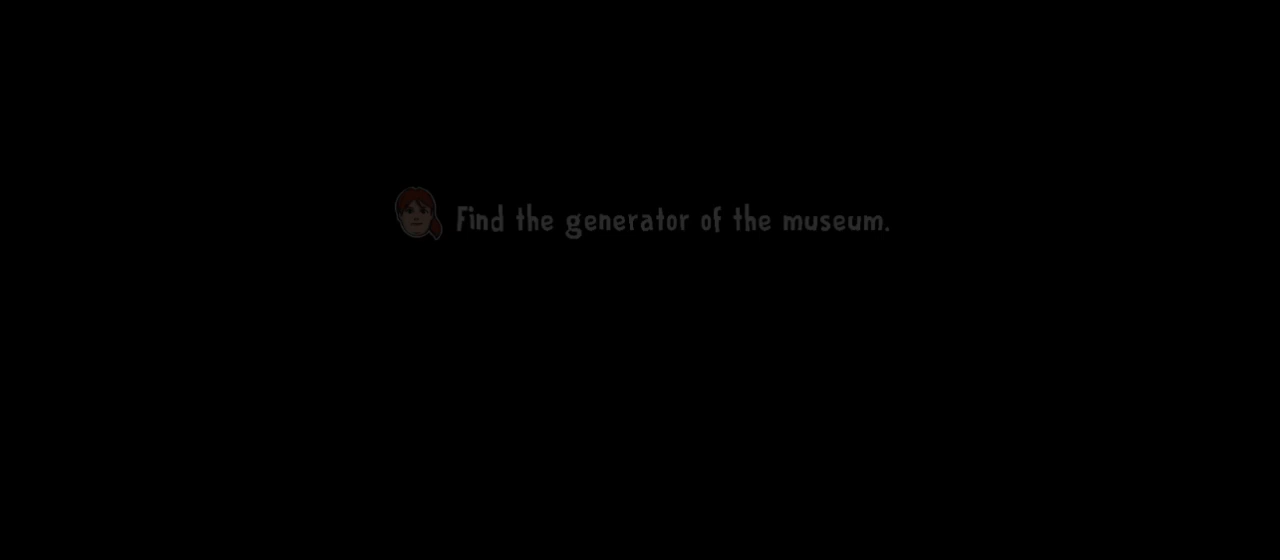 Find the generator of the museum.